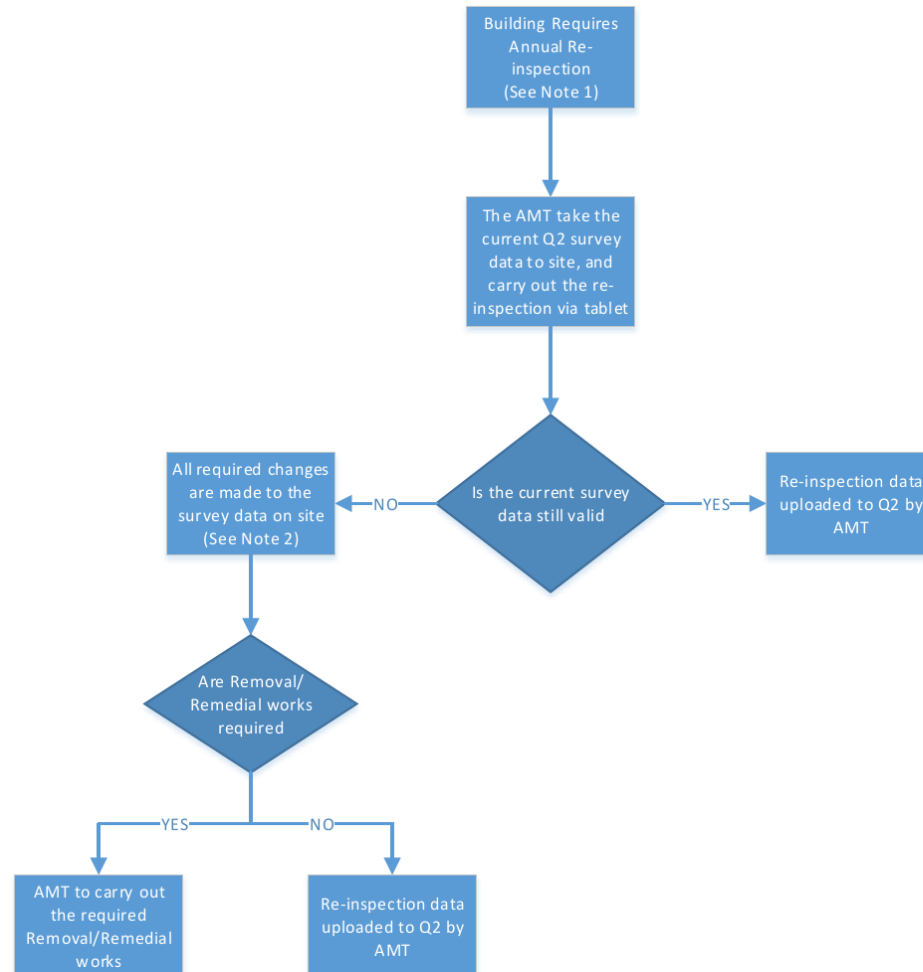 Building Requires
Annual Re-
inspection
(See Note 1)
The AMT take the
current Q2 survey
data to site, and
carry out the re-
inspection via tablet
Is the current survey
data still valid
NO
YES
All required changes
are made to the
survey data on site
(See Note 2)
Re-inspection data
uploaded to Q2 by
AMT
Are Removal/
Remedial works
required
YES
NO
AMT to carry out
the required
Removal/Remedial
works
Re-inspection data
uploaded to Q2 by
AMT